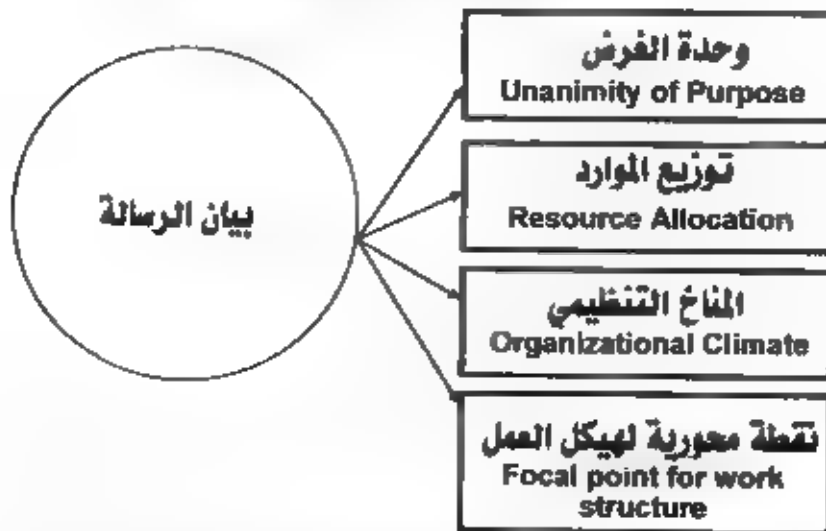 بيان الرسالة
وحدة الغرض
Unanimity of Purpose
توزيع الموارد
Resource Allocation
المناخ التنظيمي
Organizational Climate
نقطة محورية لهيكل العمل
Focal point for work
structure